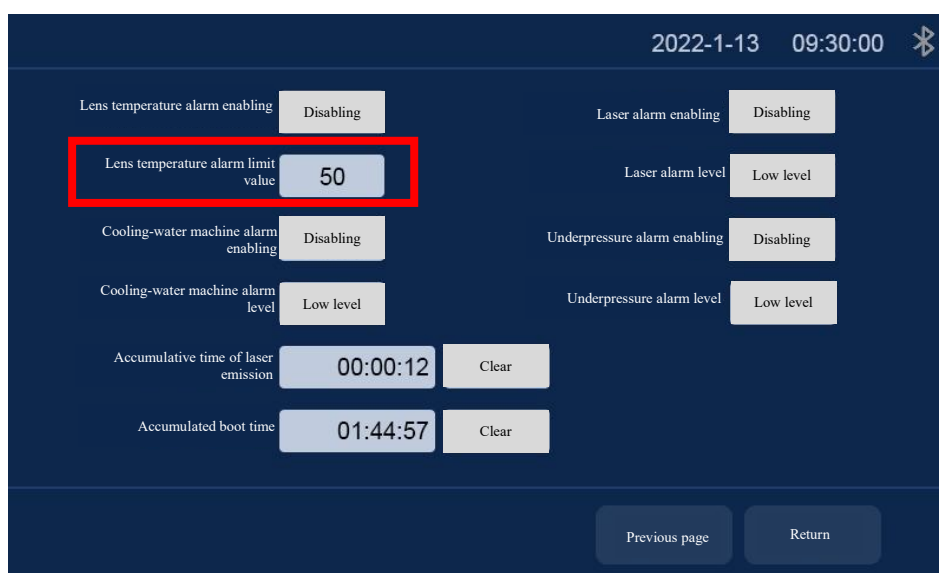 2022-1-13 09:30:00
Lens temperature alarm enabling Disabling
Laser alarm enabling Disabling
Lens temperature alarm limit
value 50
Laser alarm level Low level
Cooling-water machine alarm
enabling Disabling
Underpressure alarm enabling Disabling
Cooling-water machine alarm
level Low level
Underpressure alarm level Low level
Accumulative time of laser
emission 00:00:12 Clear
Accumulated boot time 01:44:57 Clear
Previous page Return